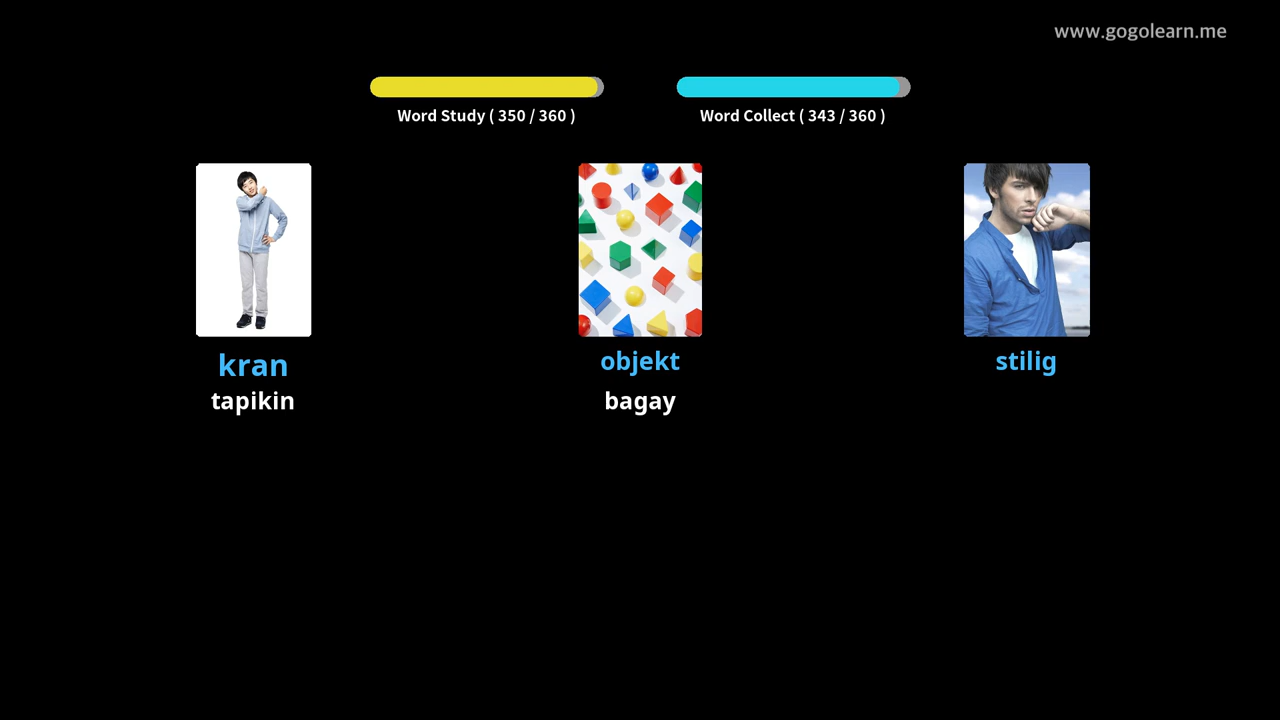 www.gogolearn.me
Word Study ( 350 / 360 )
Word Collect ( 343 / 360 )
kran
tapikin
objekt
bagay
stilig